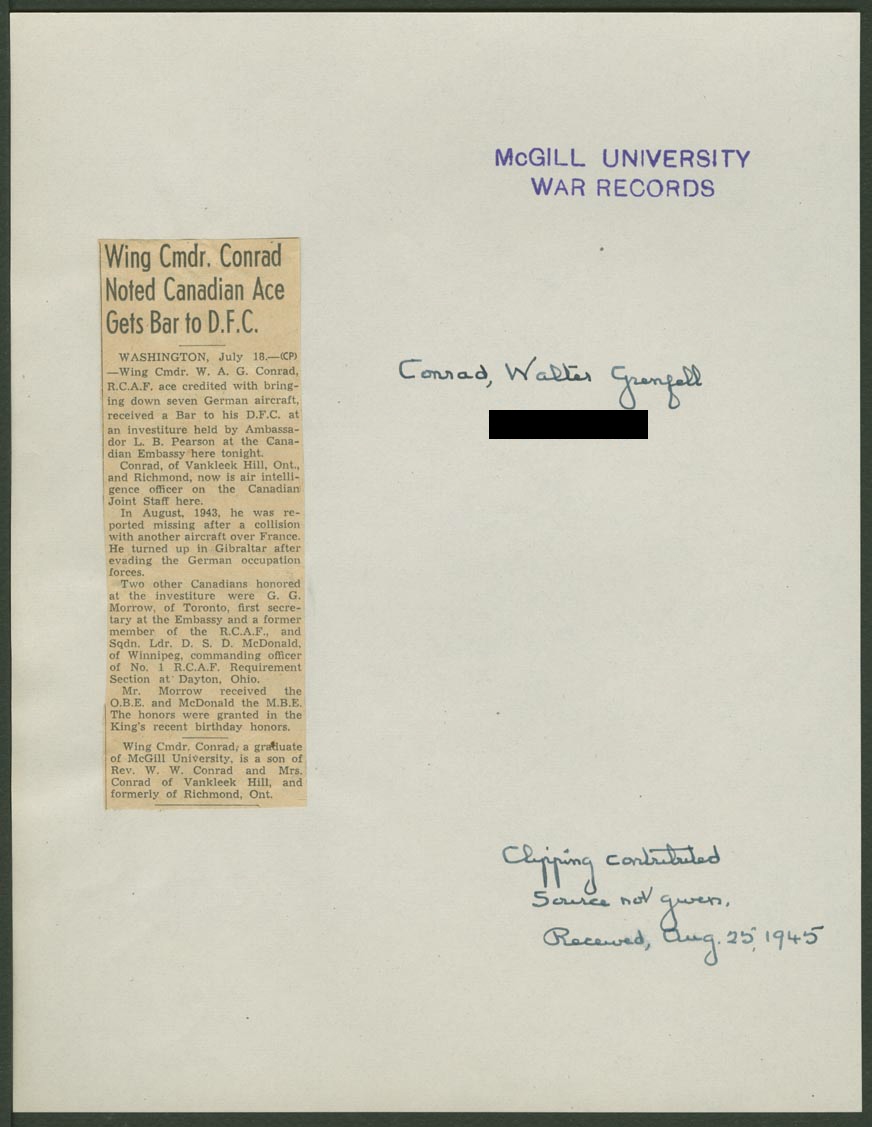 McGILL UNIVERSITY
WAR RECORDS
Wing Cmdr. Conrad
Noted Canadian Ace
Gets Bar to D.F.C.
WASHINGTON, July 18.—(CP)
—Wing Cmdr. W. A. G. Conrad,
R.C.A.F. ace credited with bring-
ing down seven German aircraft,
received a Bar to his D.F.C. at
an investiture held by Ambassa-
dor L. B. Pearson at the Cana-
dian Embassy here tonight.
Conrad, of Vankleek Hill, Ont.,
and Richmond, now is air intelli-
gence officer on the Canadian
Joint Staff here.
In August, 1943, he was re-
ported missing after a collision
with another aircraft over France.
He turned up in Gibraltar after
evading the German occupation
forces.
Two other Canadians honored
at the investiture were G. G.
Morrow, of Toronto, first secre-
tary at the Embassy and a former
member of the R.C.A.F., and
Sqdn. Ldr. D. S. D. McDonald,
of Winnipeg, commanding officer
of No. 1 R.C.A.F. Requirement
Section at Dayton, Ohio.
Mr. Morrow received the
O.B.E. and McDonald the M.B.E.
The honors were granted in the
King's recent birthday honors.
Wing Cmdr. Conrad, a graduate
of McGill University, is a son of
Rev. W. W. Conrad and Mrs.
Conrad of Vankleek Hill, and
formerly of Richmond, Ont.
Conrad, Walter Grenfell
Clipping contributed
Source not given.
Received, Aug. 25, 1945